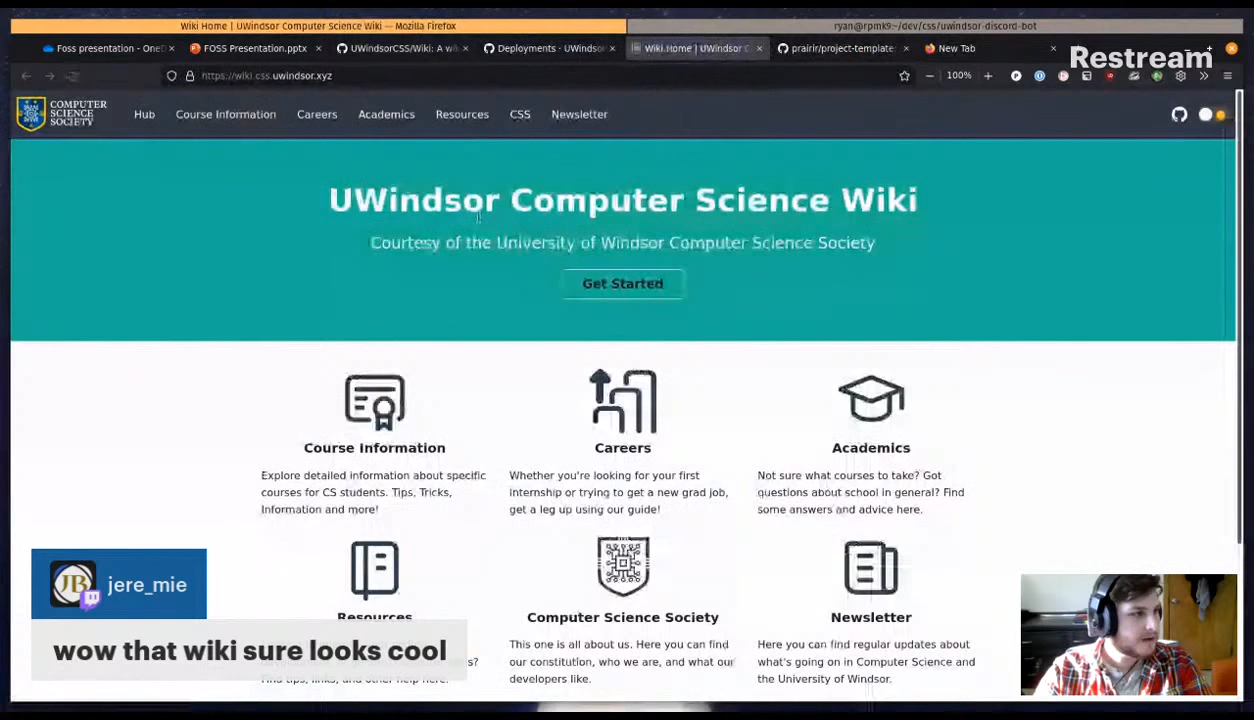 Wiki Home | UWindsor Computer Science Wiki — Mozilla Firefox
ryan@rpmk9:~/dev/css/uwindsor-discord-bot
Foss presentation - OneD
FOSS Presentation.pptx
UWindsorCSS/Wiki: A wi
Deployments · UWindso
Wiki Home | UWindsor C
prairir/project-template
New Tab
Restream
https://wiki.css.uwindsor.xyz
100%
COMPUTER
SCIENCE
SOCIETY
Hub
Course Information
Careers
Academics
Resources
CSS
Newsletter
UWindsor Computer Science Wiki
Courtesy of the University of Windsor Computer Science Society
Get Started
Course Information
Explore detailed information about specific
courses for CS students. Tips, Tricks,
Information and more!
Careers
Whether you're looking for your first
internship or trying to get a new grad job,
get a leg up using our guide!
Academics
Not sure what courses to take? Got
questions about school in general? Find
some answers and advice here.
Resources
Computer Science Society
This one is all about us. Here you can find
our constitution, who we are, and what our
developers like.
Newsletter
Here you can find regular updates about
what's going on in Computer Science and
the University of Windsor.
JB
jere_mie
wow that wiki sure looks cool